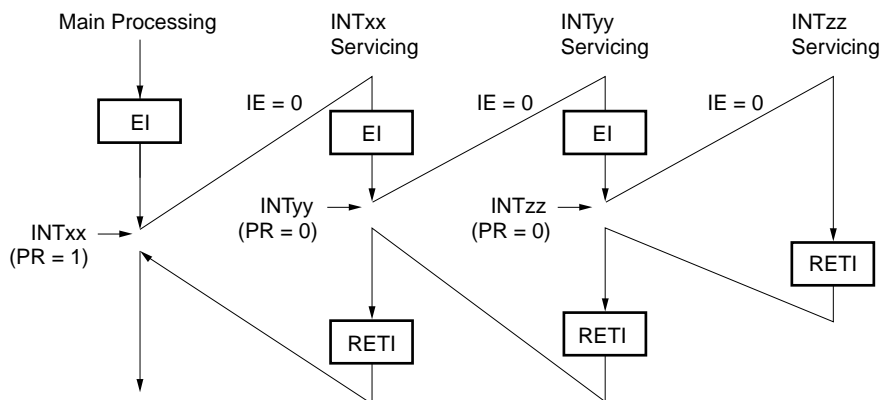 Main Processing
INTxx
Servicing
INTyy
Servicing
INTzz
Servicing
IE = 0
IE = 0
IE = 0
EI
EI
EI
INTxx
(PR = 1)
INTyy
(PR = 0)
INTzz
(PR = 0)
RETI
RETI
RETI